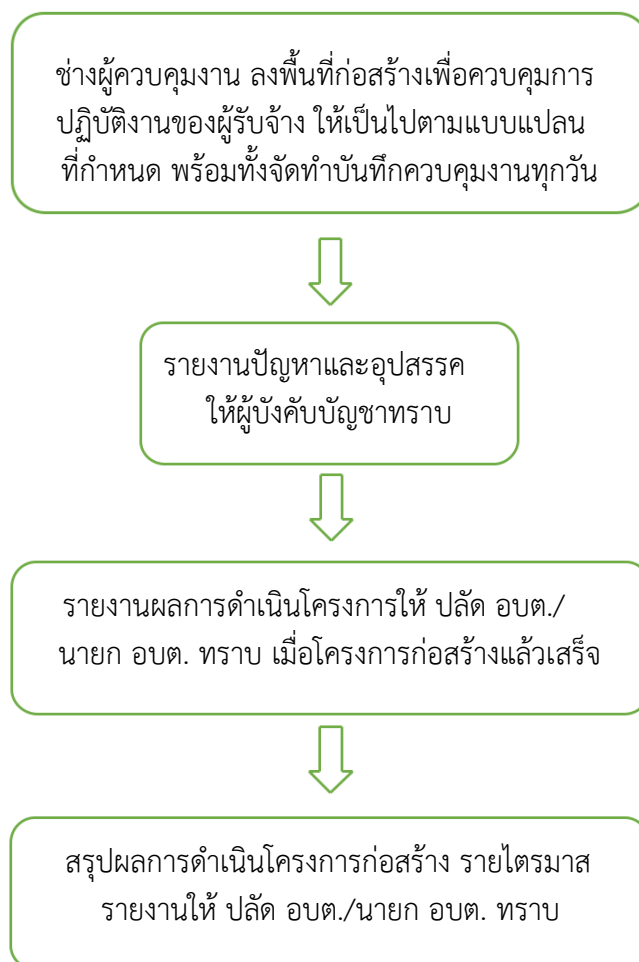 ช่างผู้ควบคุมงาน ลงพื้นที่ก่อสร้างเพื่อควบคุมการ
ปฏิบัติงานของผู้รับจ้าง ให้เป็นไปตามแบบแปลน
ที่กำหนด พร้อมทั้งจัดทำบันทึกควบคุมงานทุกวัน
รายงานปัญหาและอุปสรรค
ให้ผู้บังคับบัญชาทราบ
รายงานผลการดำเนินโครงการให้ ปลัด อบต./
นายก อบต. ทราบ เมื่อโครงการก่อสร้างแล้วเสร็จ
สรุปผลการดำเนินโครงการก่อสร้าง รายไตรมาส
รายงานให้ ปลัด อบต./นายก อบต. ทราบ